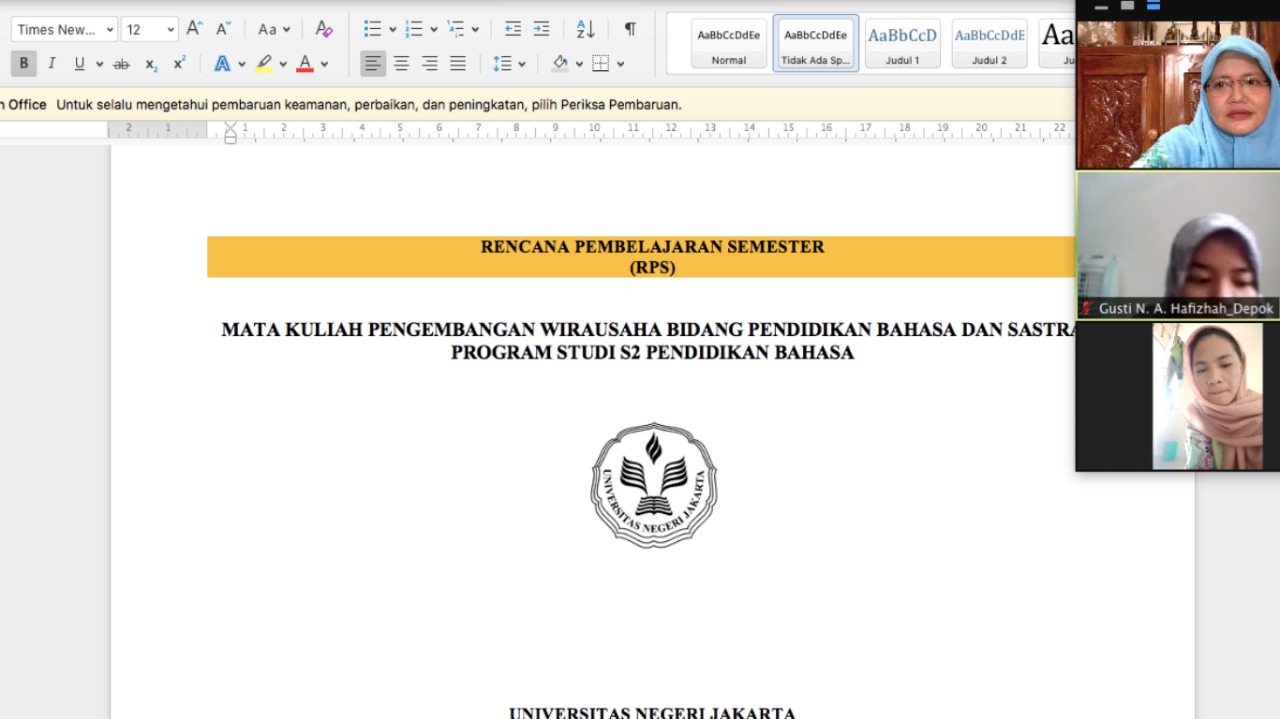 Times New...
12
Aa
AaBbCcDdEe
AaBbCcDdEe
AaBbCcD
AaBbCcDdE
Aa
Normal
Tidak Ada Sp...
Judul 1
Judul 2
Ju
B I U ab x₂ x²
A
A
Office Untuk selalu mengetahui pembaruan keamanan, perbaikan, dan peningkatan, pilih Periksa Pembaruan.
2 1 1 2 3 4 5 6 7 8 9 10 11 12 13 14 15 16 17 18 19 20 21 22
RENCANA PEMBELAJARAN SEMESTER
(RPS)
MATA KULIAH PENGEMBANGAN WIRAUSAHA BIDANG PENDIDIKAN BAHASA DAN SASTRA
PROGRAM STUDI S2 PENDIDIKAN BAHASA
UNIVERSITAS NEGERI JAKARTA
UNIVERSITAS NEGERI JAKARTA
Gusti N. A. Hafizhah_Depok